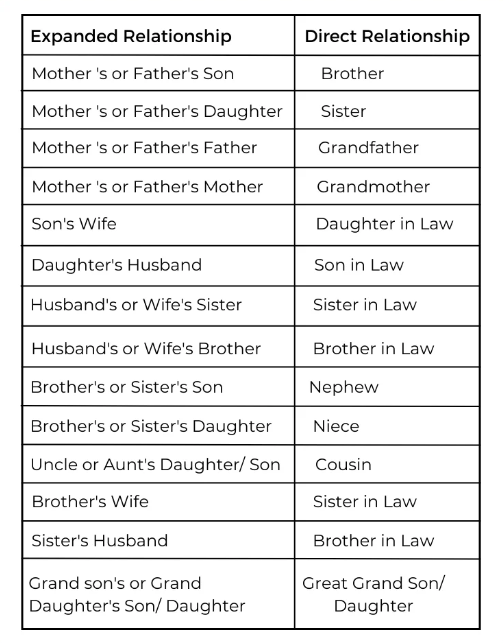 Expanded Relationship Direct Relationship
Mother 's or Father's Son Brother
Mother 's or Father's Daughter Sister
Mother 's or Father's Father Grandfather
Mother 's or Father's Mother Grandmother
Son's Wife Daughter in Law
Daughter's Husband Son in Law
Husband's or Wife's Sister Sister in Law
Husband's or Wife's Brother Brother in Law
Brother's or Sister's Son Nephew
Brother's or Sister's Daughter Niece
Uncle or Aunt's Daughter/ Son Cousin
Brother's Wife Sister in Law
Sister's Husband Brother in Law
Grand son's or Grand Great Grand Son/
Daughter's Son/ Daughter Daughter